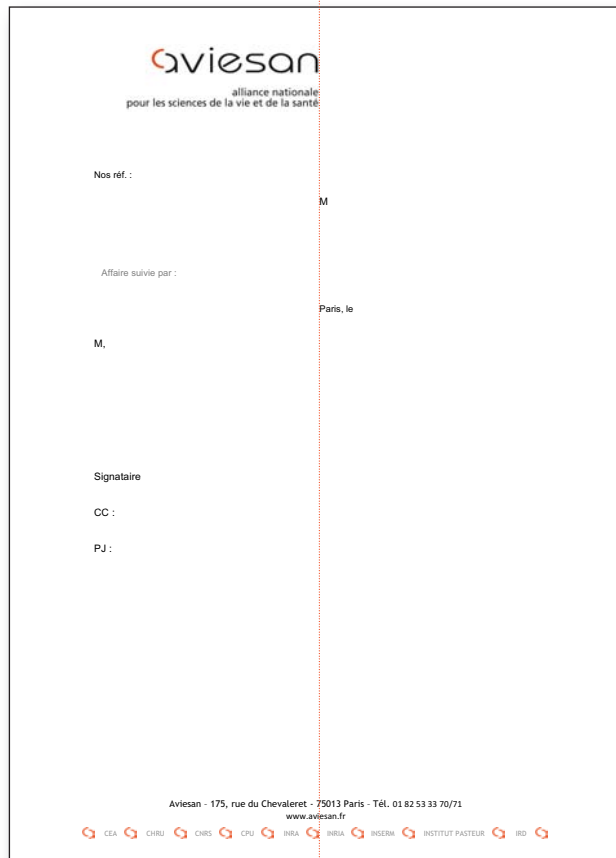 aviesan
alliance nationale
pour les sciences de la vie et de la santé
Nos réf. :
M
Affaire suivie par :
Paris, le
M,
Signataire
CC :
PJ :
Aviesan - 175, rue du Chevaleret - 75013 Paris - Tél. 01 82 53 33 70/71
www.aviesan.fr
CEA CHRU CNRS CPU INRA INRIA INSERM INSTITUT PASTEUR IRD